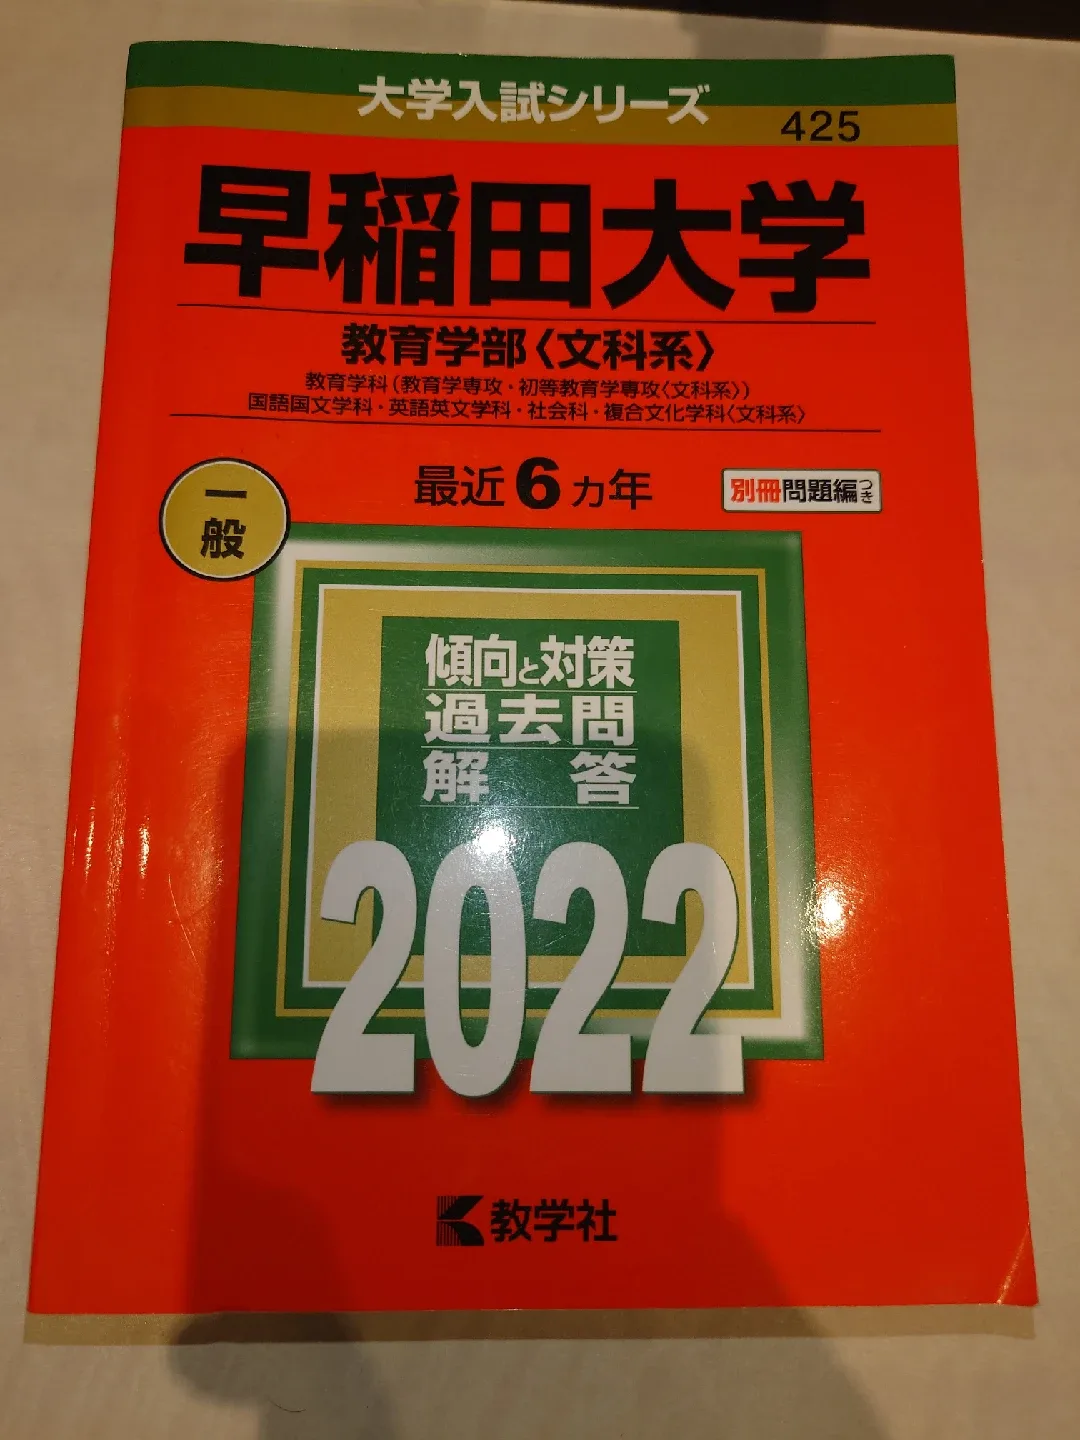 大学入試シリーズ
425
早稲田大学
教育学部〈文科系〉
教育学科（教育学専攻・初等教育学専攻〈文科系〉）
国語国文学科・英語英文学科・社会科・複合文化学科〈文科系〉
一般
最近6カ年
別冊問題編つき
傾向と対策
過去問
解答
2022
教学社